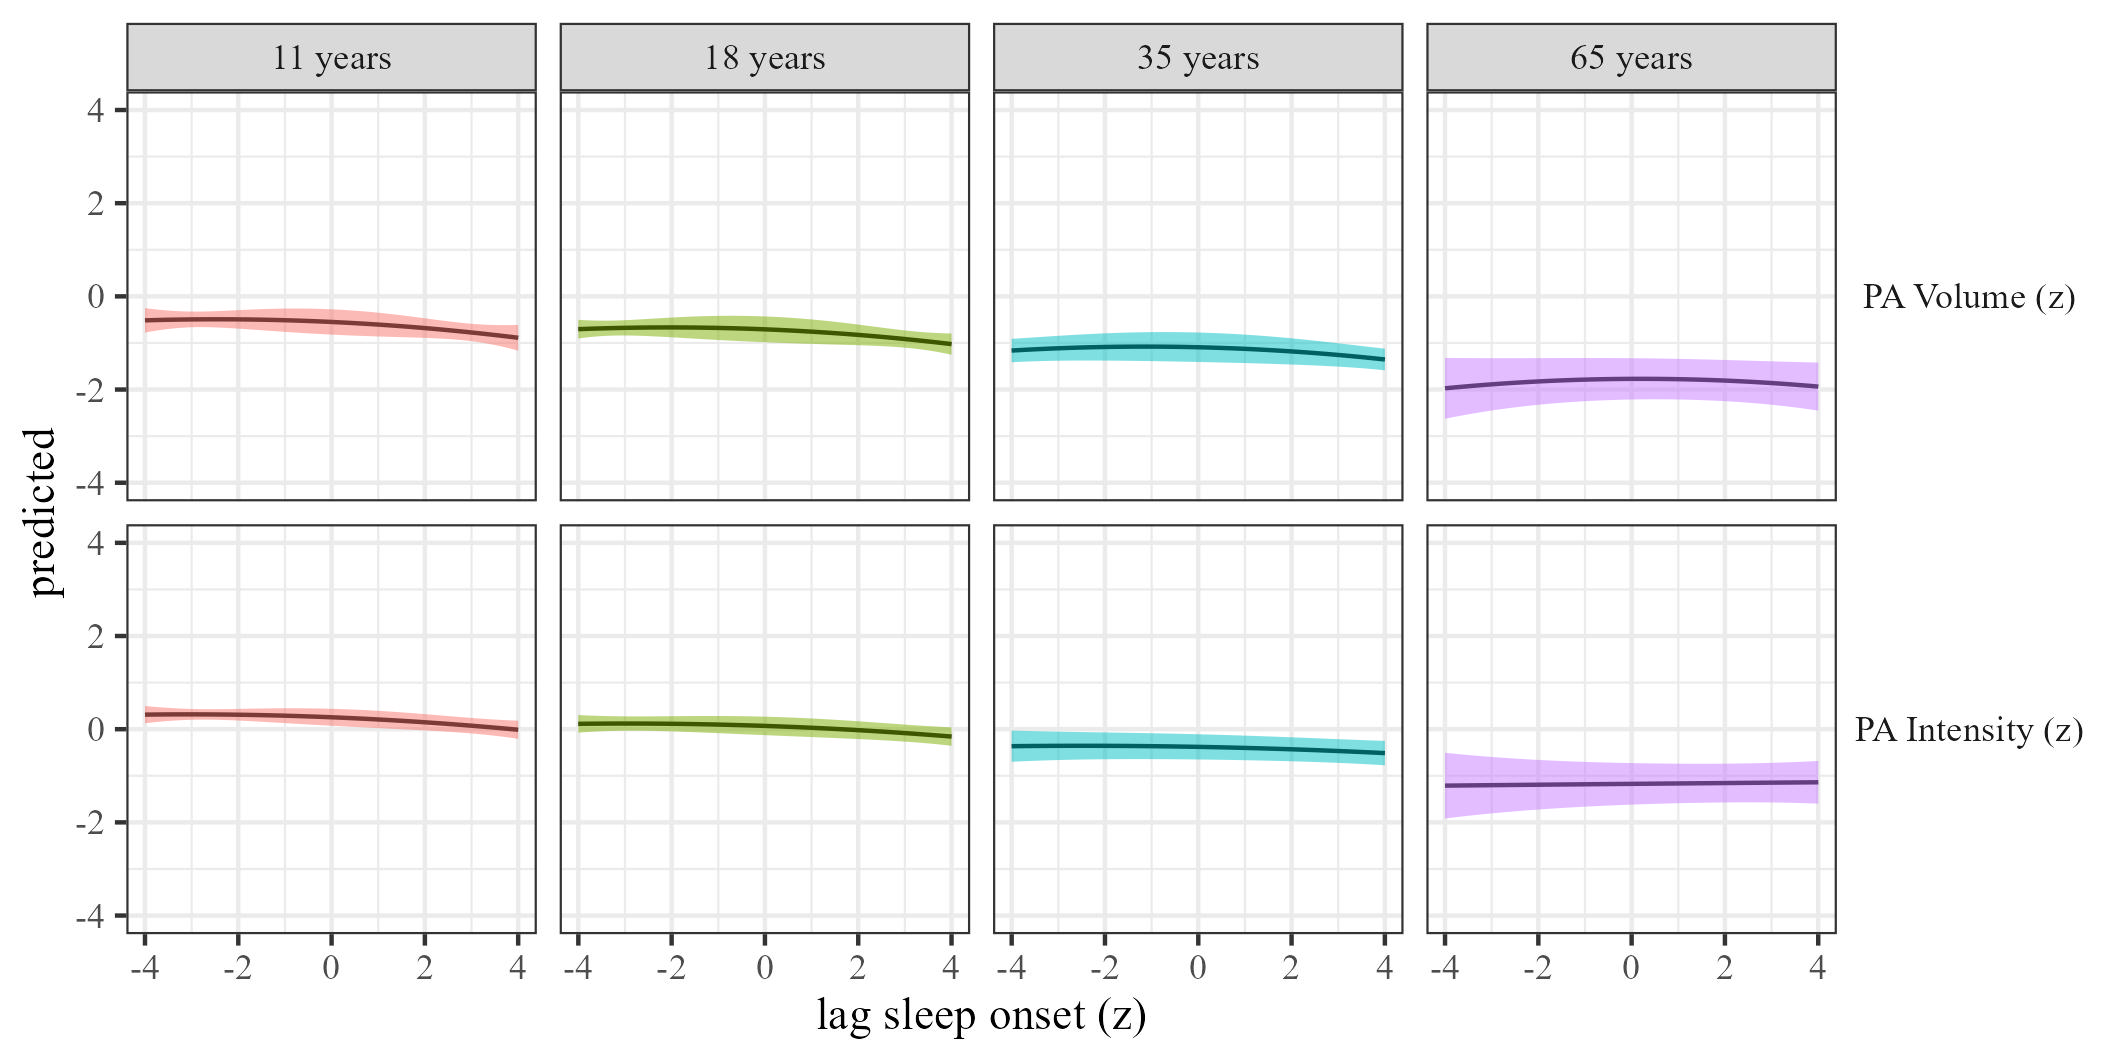 11 years
18 years
35 years
65 years
4
2
0
-2
-4
PA Volume (z)
predicted
4
2
0
-2
-4
PA Intensity (z)
-4 -2 0 2 4
-4 -2 0 2 4
-4 -2 0 2 4
-4 -2 0 2 4
lag sleep onset (z)